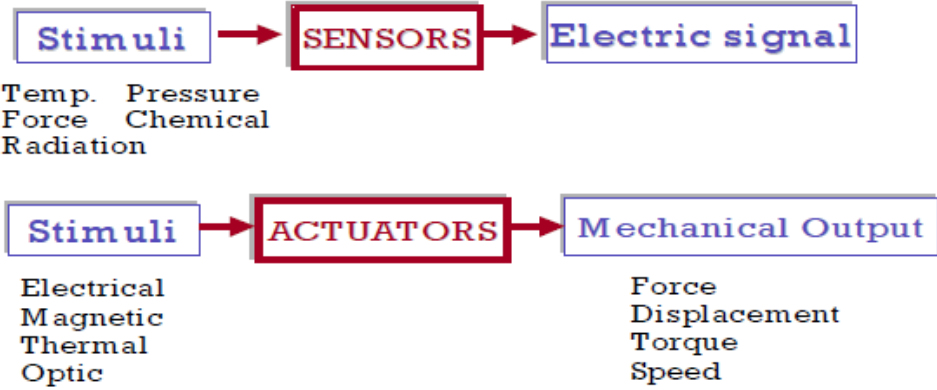 Stimuli SENSORS Electric signal
Temp. Pressure
Force Chemical
Radiation
Stimuli ACTUATORS Mechanical Output
Electrical
Magnetic
Thermal
Optic
Force
Displacement
Torque
Speed